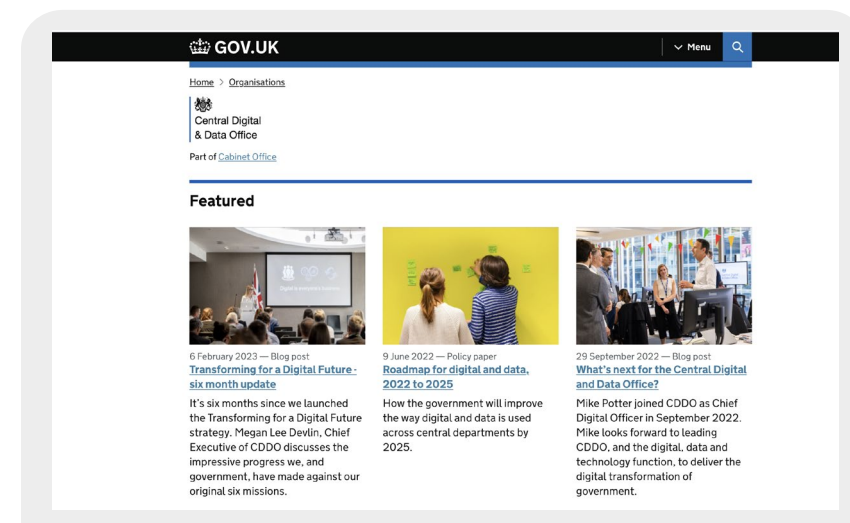 GOV.UK
Menu
Home > Organisations
Central Digital
& Data Office
Part of Cabinet Office
Featured
6 February 2023 — Blog post
Transforming for a Digital Future -
six month update
It's six months since we launched
the Transforming for a Digital Future
strategy. Megan Lee Devlin, Chief
Executive of CDDO discusses the
impressive progress we, and
government, have made against our
original six missions.
9 June 2022 — Policy paper
Roadmap for digital and data,
2022 to 2025
How the government will improve
the way digital and data is used
across central departments by
2025.
29 September 2022 — Blog post
What's next for the Central Digital
and Data Office?
Mike Potter joined CDDO as Chief
Digital Officer in September 2022.
Mike looks forward to leading
CDDO, and the digital, data and
technology function, to deliver the
digital transformation of
government.